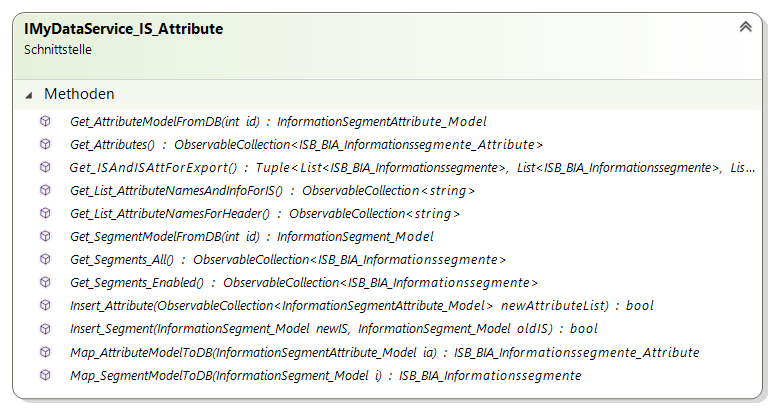 IMyDataService_IS_Attribute
Schnittstelle
Methoden
Get_AttributeModelFromDB(int id) : InformationSegmentAttribute_Model
Get_Attributes() : ObservableCollection<ISB_BIA_Informationssegmente_Attribute>
Get_ISAndISAttForExport() : Tuple<List<ISB_BIA_Informationssegmente>, List<ISB_BIA_Informationssegmente>, Lis...
Get_List_AttributeNamesAndInfoForIS() : ObservableCollection<string>
Get_List_AttributeNamesForHeader() : ObservableCollection<string>
Get_SegmentModelFromDB(int id) : InformationSegment_Model
Get_Segments_All() : ObservableCollection<ISB_BIA_Informationssegmente>
Get_Segments_Enabled() : ObservableCollection<ISB_BIA_Informationssegmente>
Insert_Attribute(ObservableCollection<InformationSegmentAttribute_Model> newAttributeList) : bool
Insert_Segment(InformationSegment_Model newIS, InformationSegment_Model oldIS) : bool
Map_AttributeModelToDB(InformationSegmentAttribute_Model ia) : ISB_BIA_Informationssegmente_Attribute
Map_SegmentModelToDB(InformationSegment_Model i) : ISB_BIA_Informationssegmente